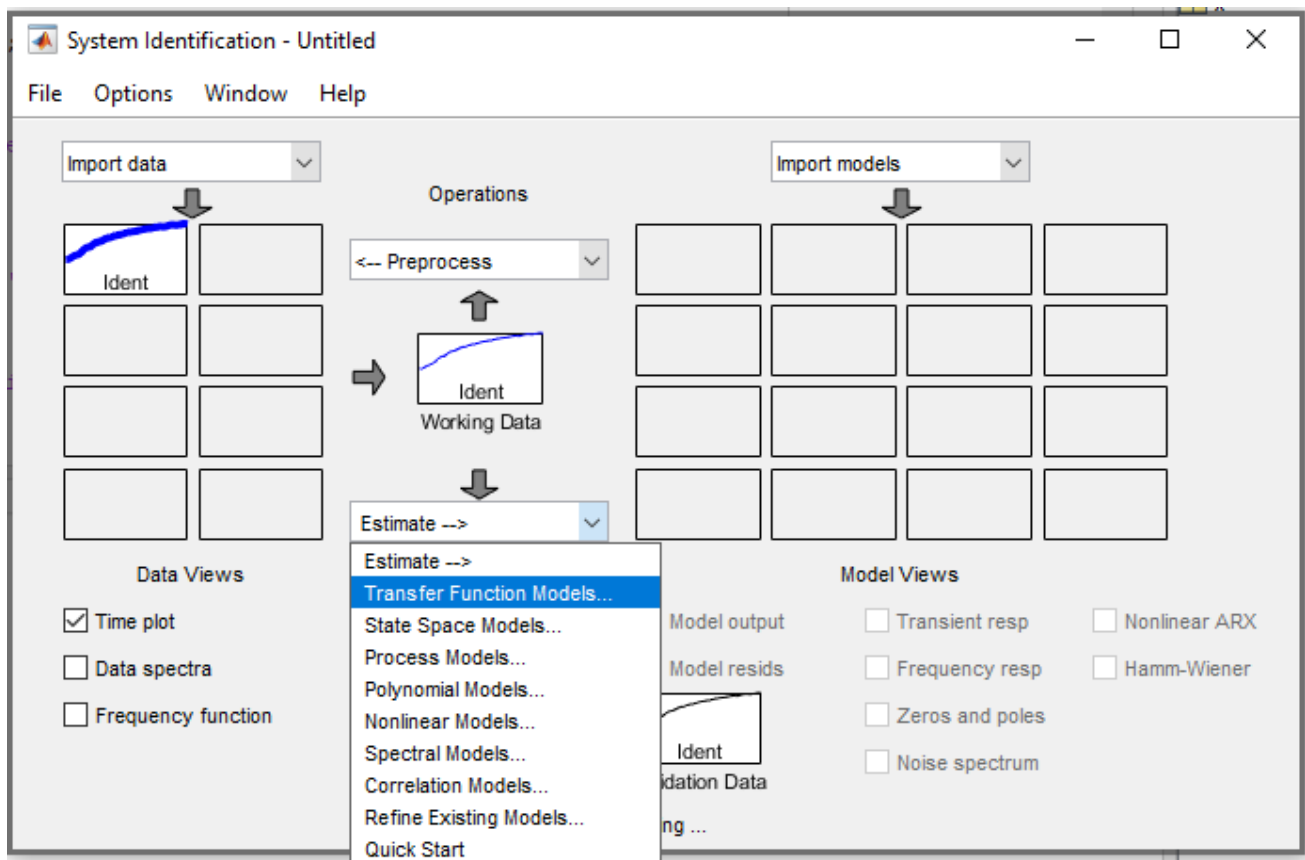 System Identification - Untitled
File Options Window Help
Import data
Import models
Operations
Ident
<-- Preprocess
Ident
Working Data
Estimate -->
Estimate -->
Transfer Function Models...
State Space Models...
Process Models...
Polynomial Models...
Nonlinear Models...
Spectral Models...
Correlation Models...
Refine Existing Models...
Quick Start
Data Views
Time plot
Data spectra
Frequency function
Model Views
Model output
Transient resp
Nonlinear ARX
Model resids
Frequency resp
Hamm-Wiener
Zeros and poles
Noise spectrum
Ident
idation Data
ng ...